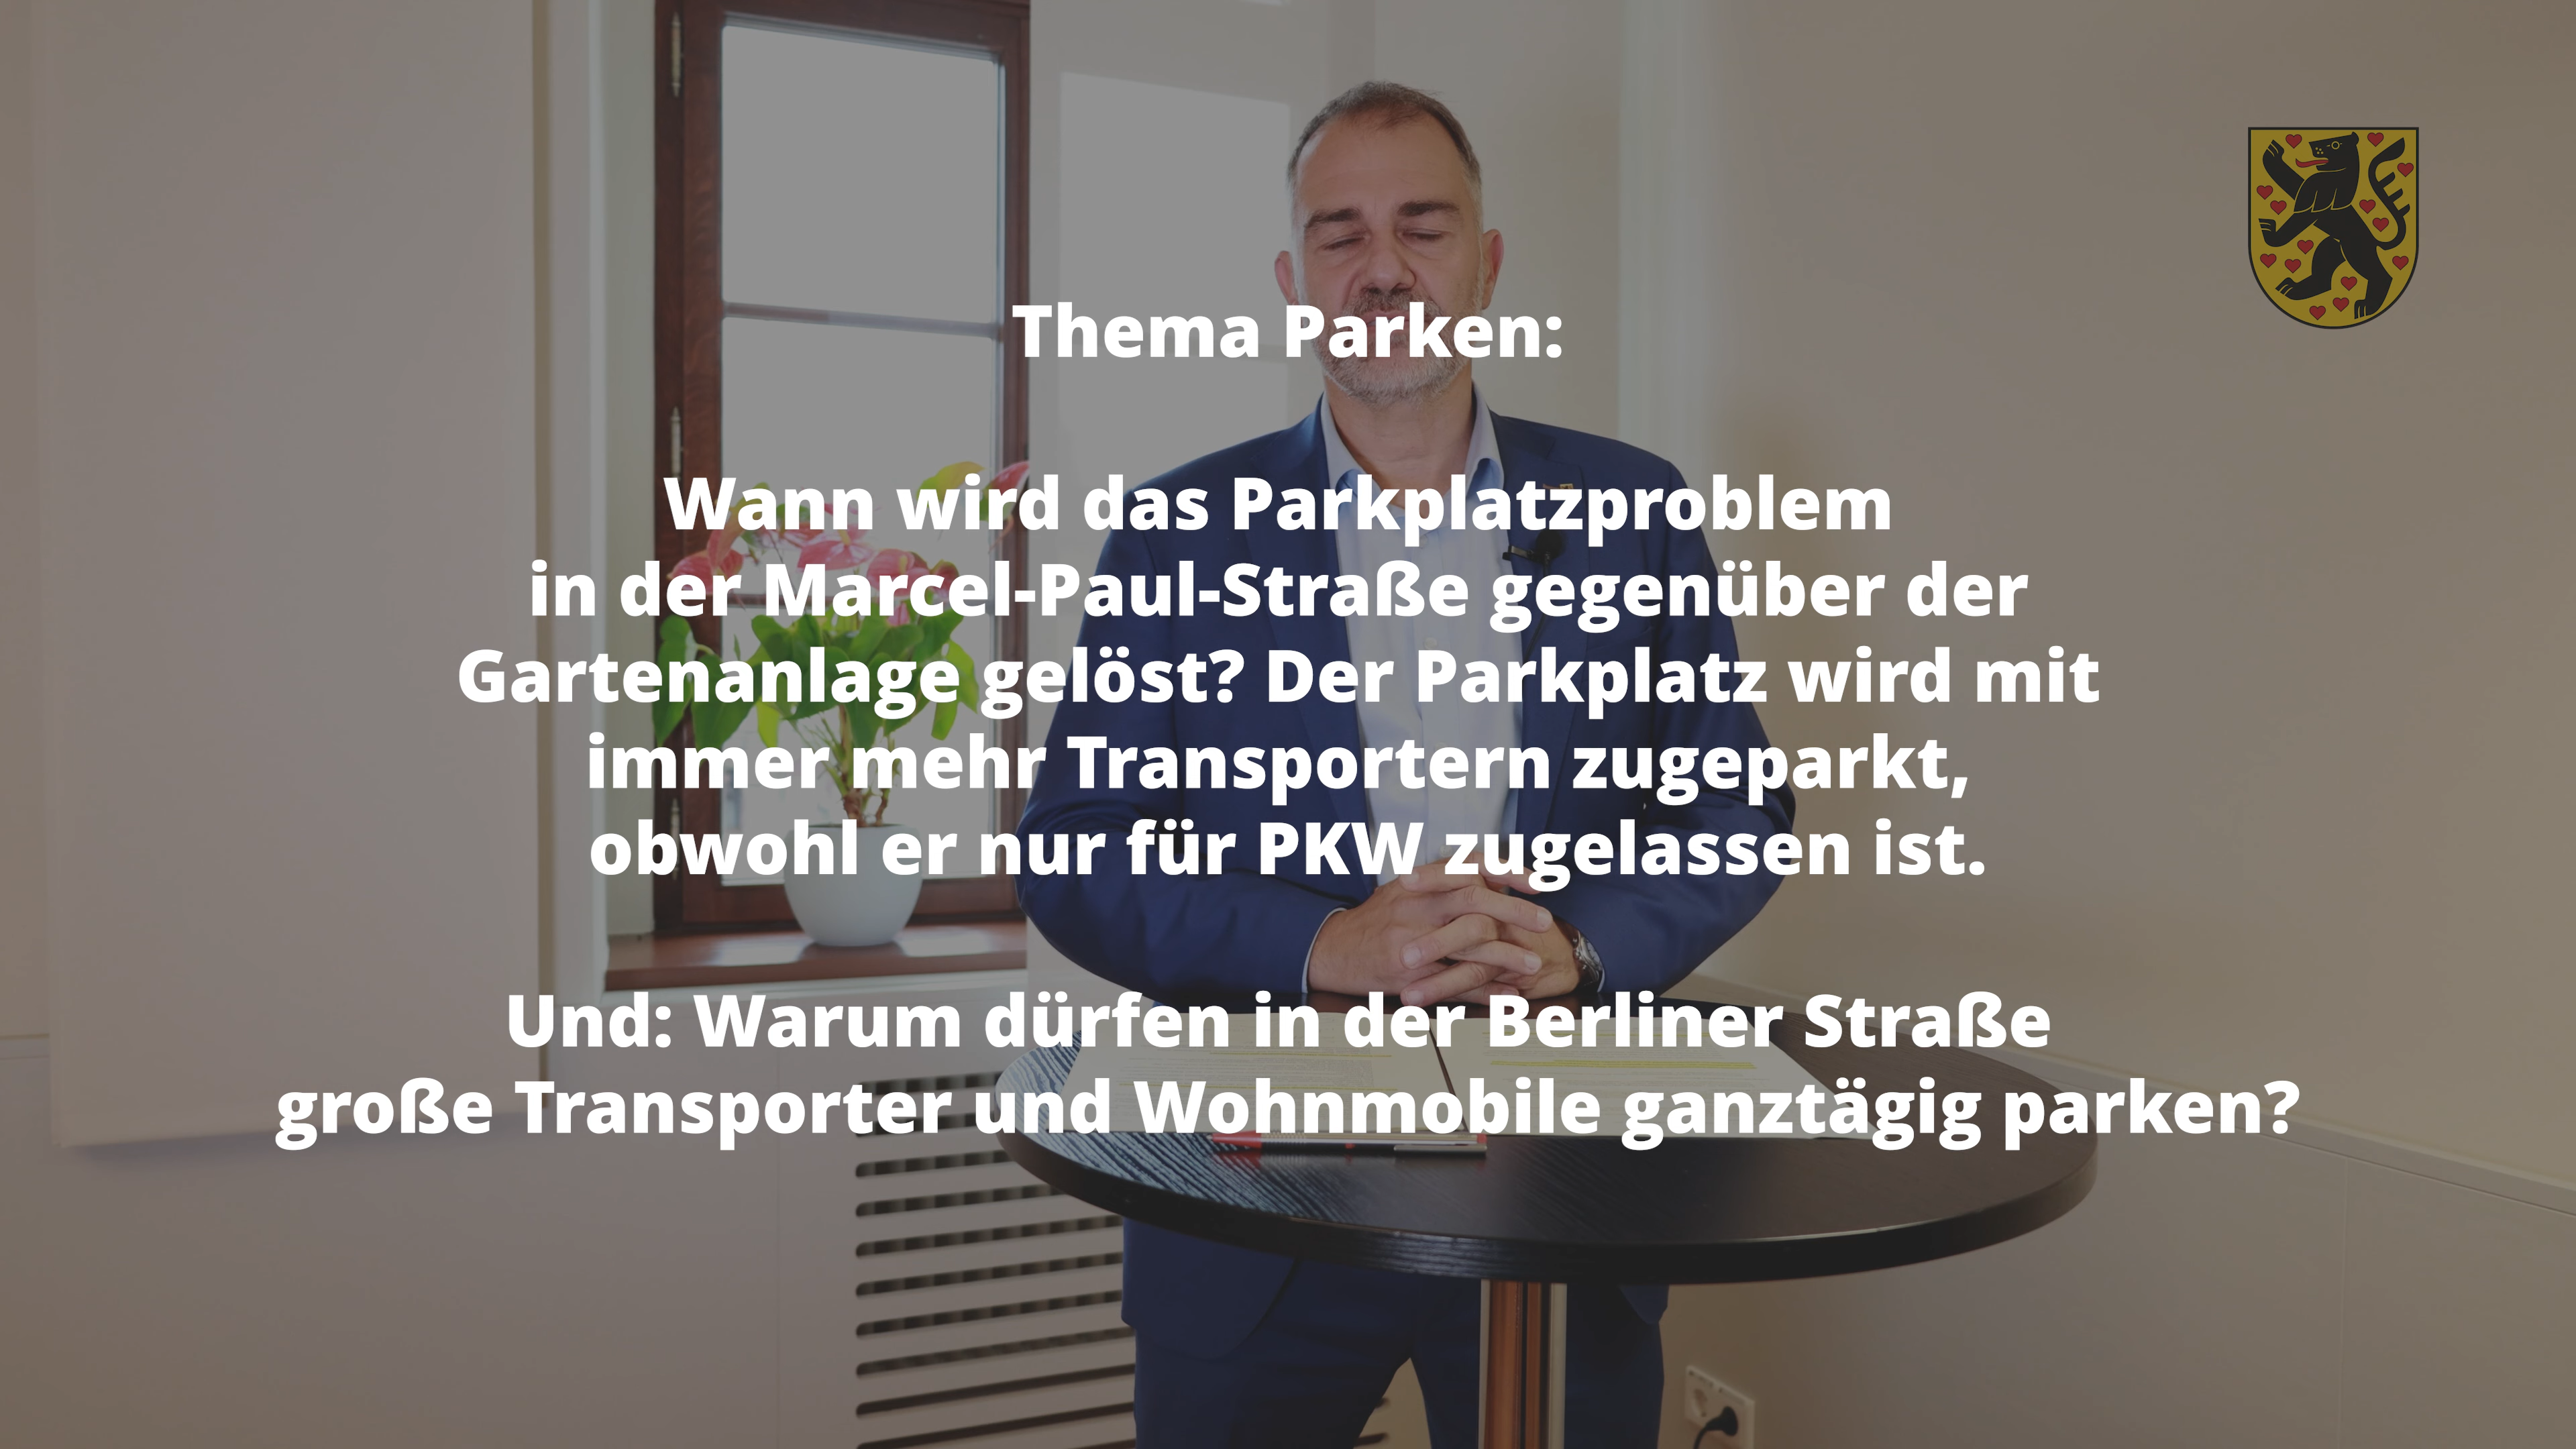 Thema Parken:
Wann wird das Parkplatzproblem
in der Marcel-Paul-Straße gegenüber der
Gartenanlage gelöst? Der Parkplatz wird mit
immer mehr Transportern zugeparkt,
obwohl er nur für PKW zugelassen ist.
Und: Warum dürfen in der Berliner Straße
große Transporter und Wohnmobile ganztägig parken?